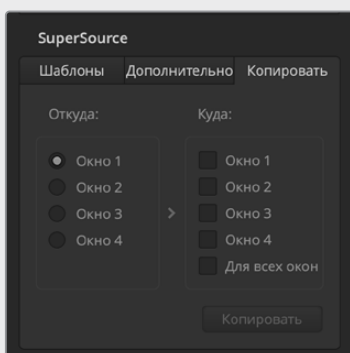 SuperSource
Шаблоны Дополнительно Копировать
Откуда: Куда:
Окно 1 Окно 1
Окно 2 Окно 2
Окно 3 > Окно 3
Окно 4 Окно 4
Для всех окон
Копировать